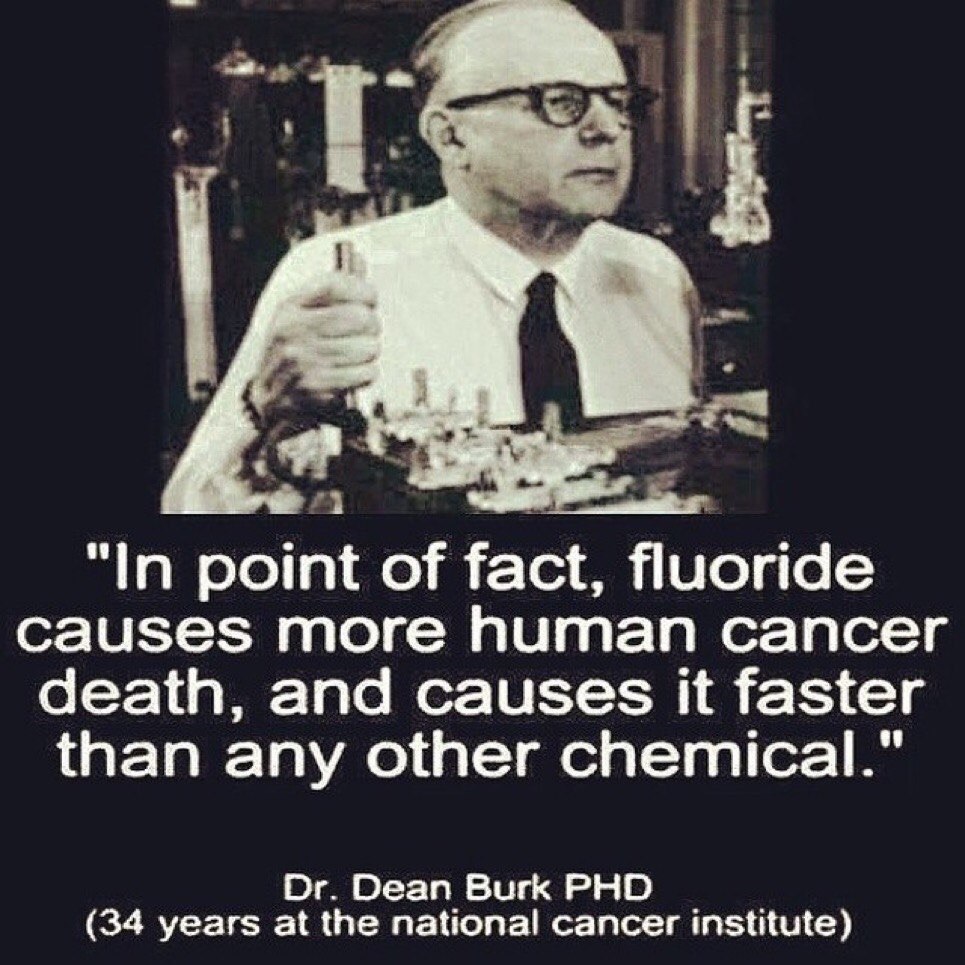 "In point of fact, fluoride
causes more human cancer
death, and causes it faster
than any other chemical."
Dr. Dean Burk PHD
(34 years at the national cancer institute)